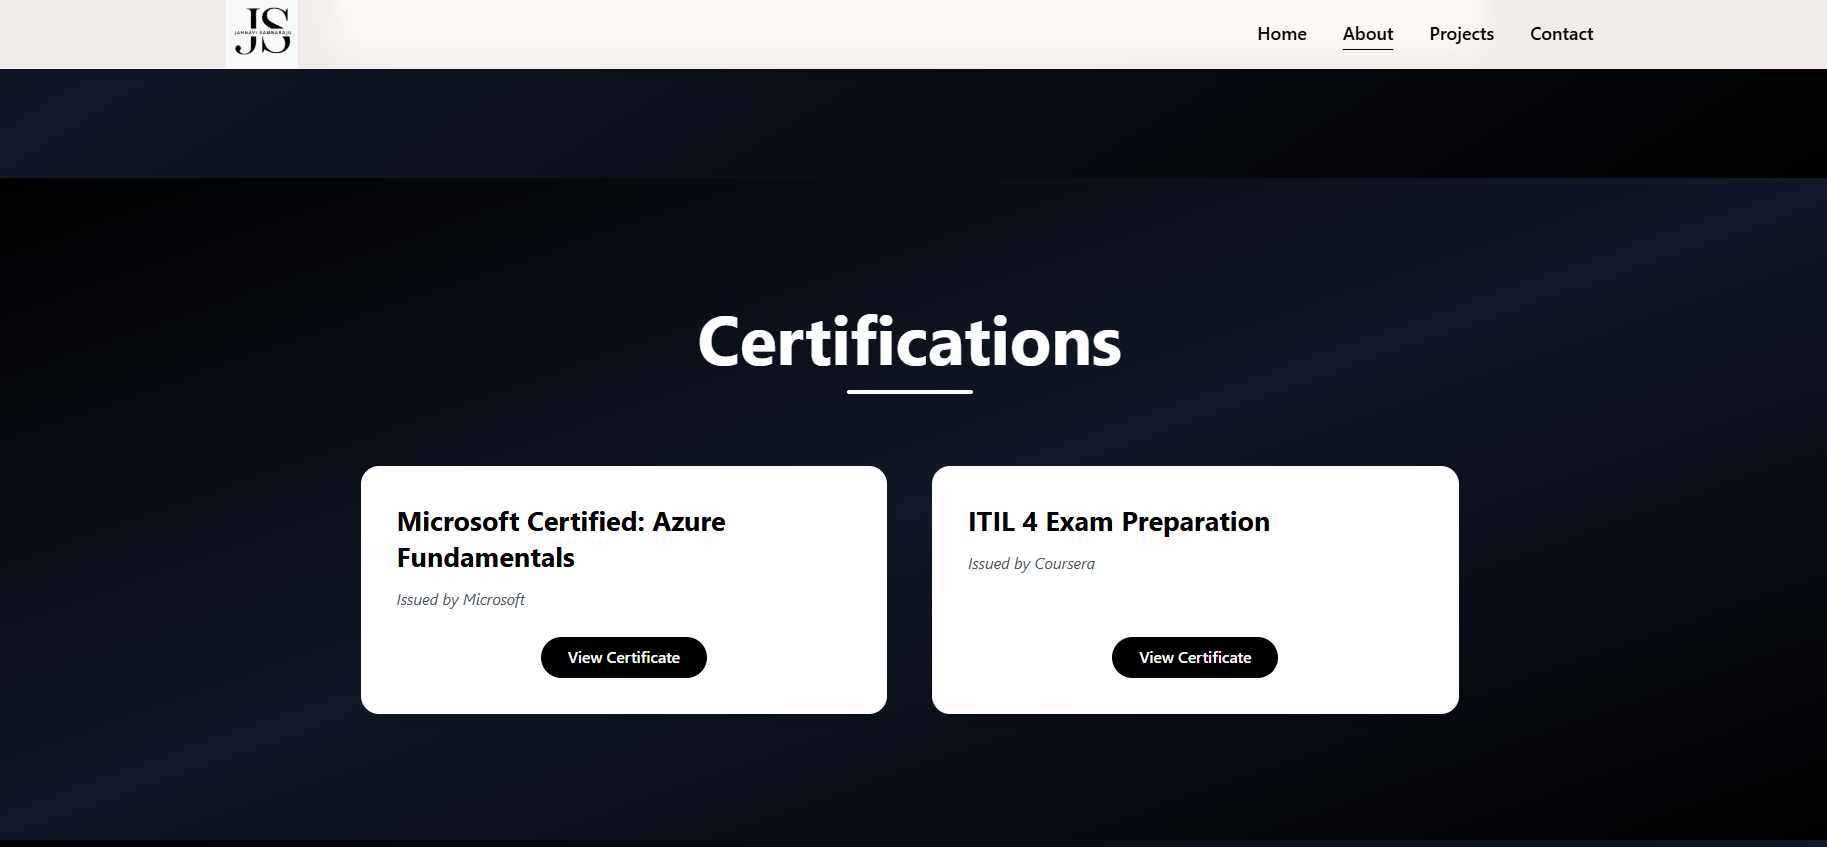 JS
JAHNAVI SAMBARAJU
Home About Projects Contact
Certifications
Microsoft Certified: Azure
Fundamentals
Issued by Microsoft
View Certificate
ITIL 4 Exam Preparation
Issued by Coursera
View Certificate